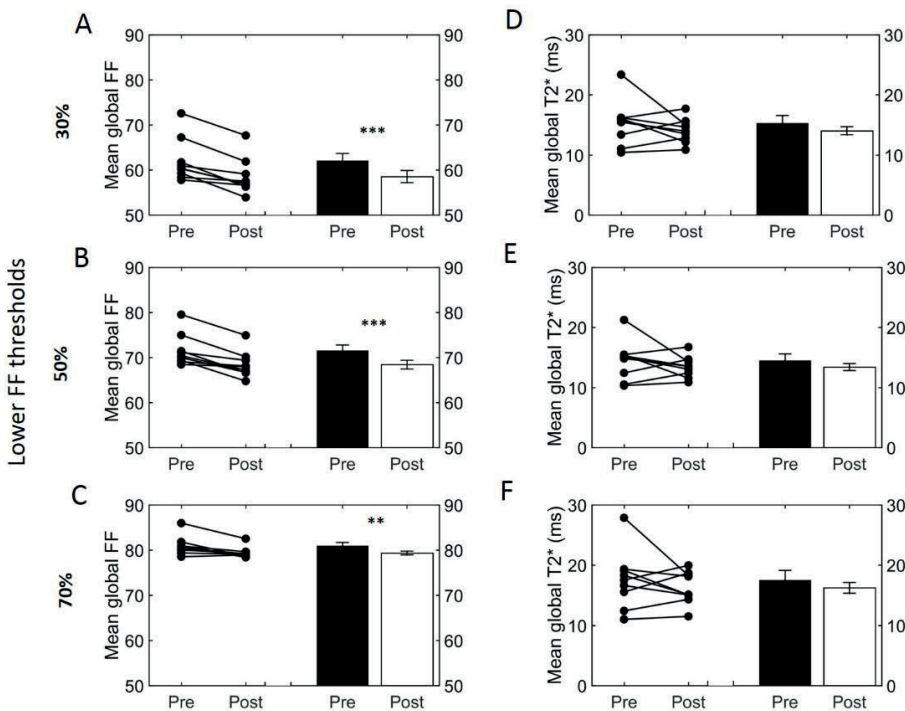 Lower FF thresholds
30%
50%
70%
A
Mean global FF
90
80
70
60
50
Pre
Post
Pre
Post
***
90
80
70
60
50
D
Mean global T2* (ms)
30
20
10
0
Pre
Post
Pre
Post
30
20
10
0
B
Mean global FF
90
80
70
60
50
Pre
Post
Pre
Post
***
90
80
70
60
50
E
Mean global T2* (ms)
30
20
10
0
Pre
Post
Pre
Post
30
20
10
0
C
Mean global FF
90
80
70
60
50
Pre
Post
Pre
Post
**
90
80
70
60
50
F
Mean global T2* (ms)
30
20
10
0
Pre
Post
Pre
Post
30
20
10
0